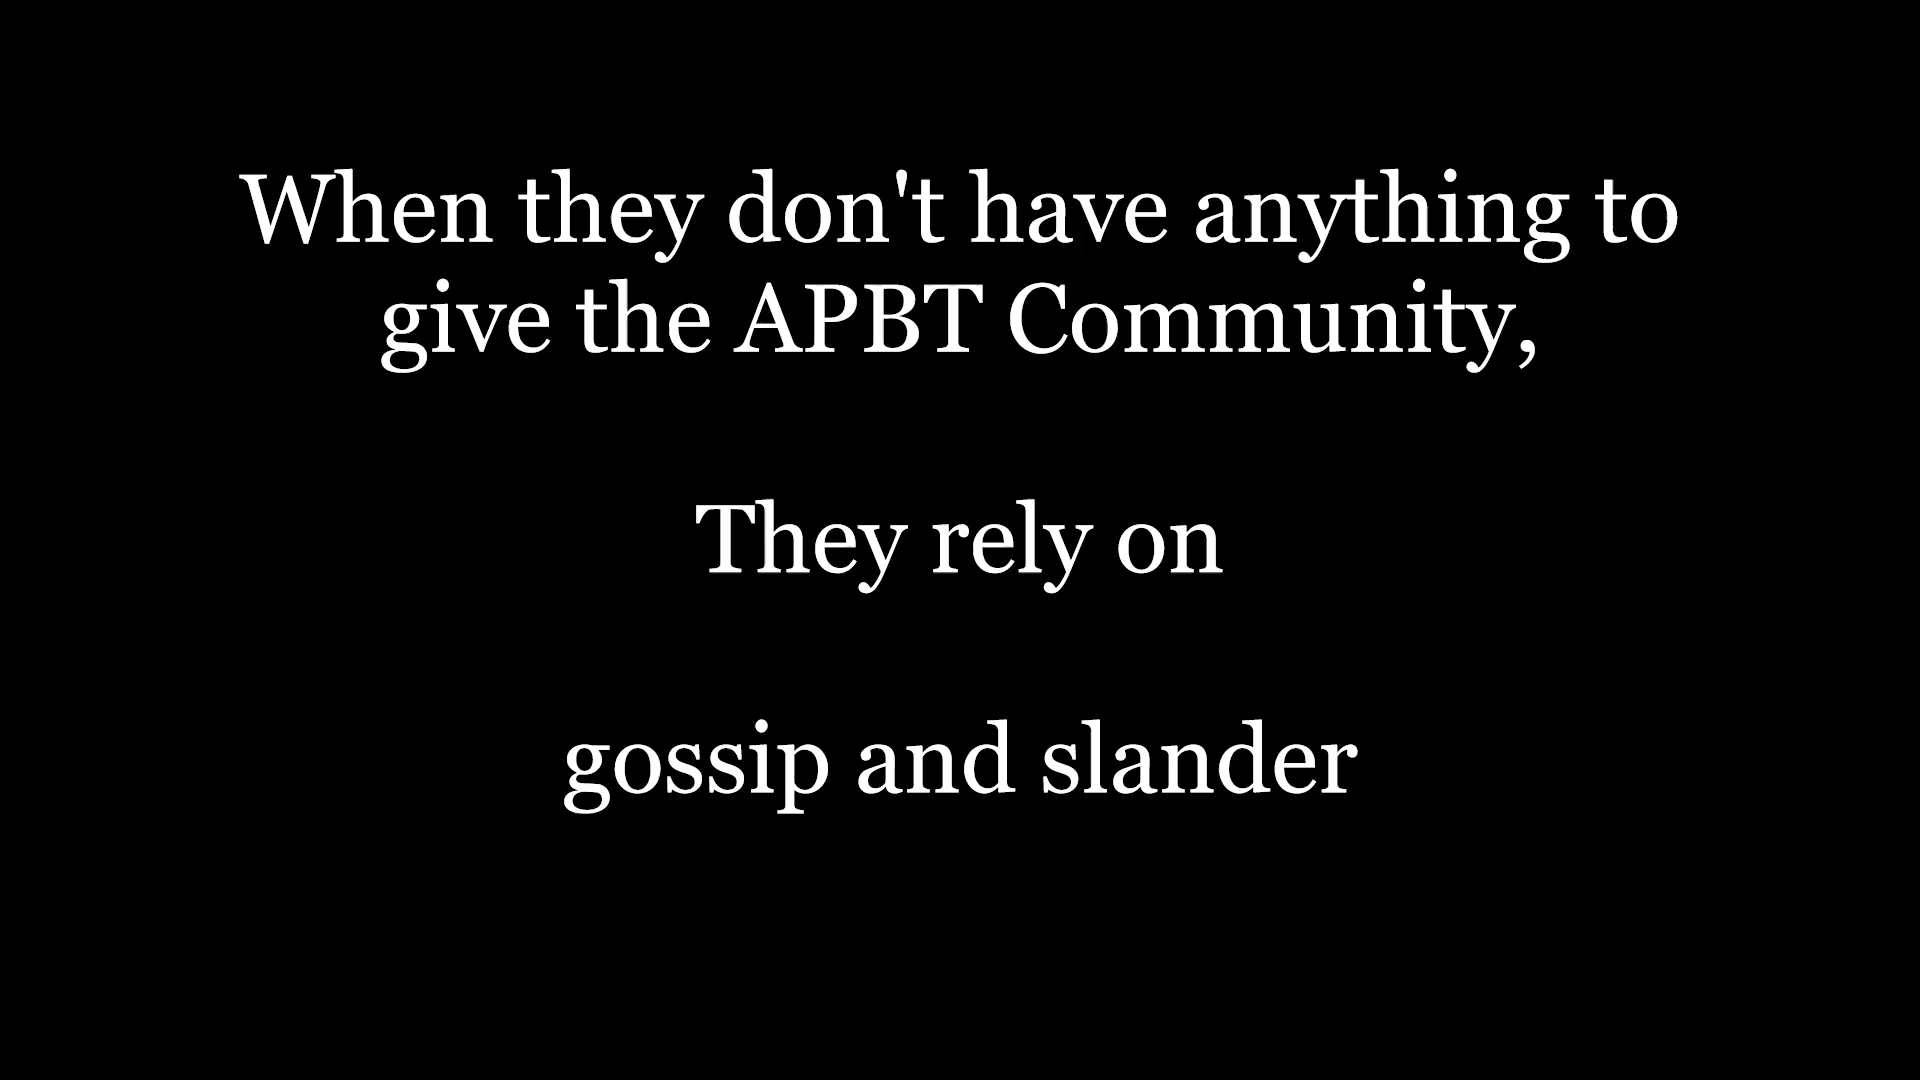 When they don't have anything to
give the APBT Community,
They rely on
gossip and slander